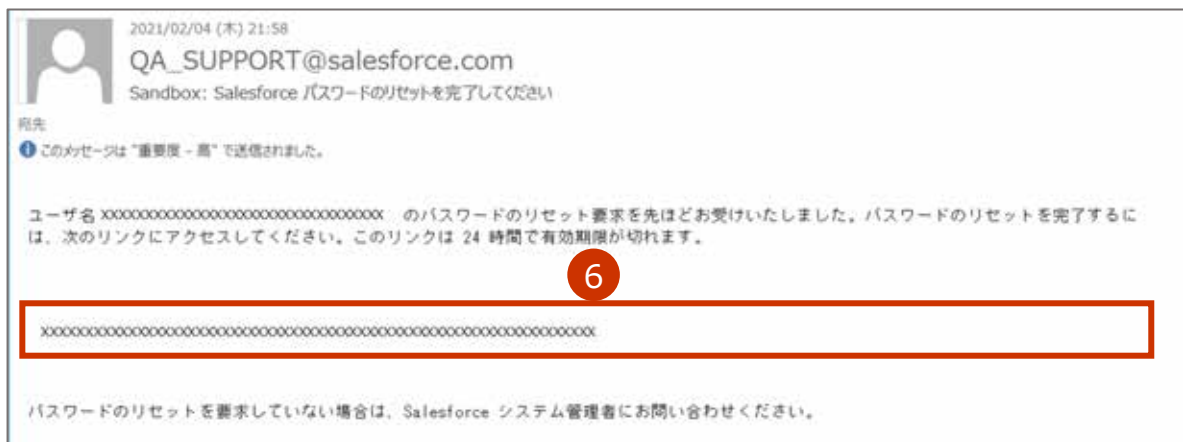 2021/02/04 (木) 21:58
QA_SUPPORT@salesforce.com
Sandbox: Salesforce パスワードのリセットを完了してください
宛先
このメッセージは "重要度 - 高" で送信されました。
ユーザ名 XXXXXXXXXXXXXXXXXXXXXXXXXXXXXXXX のパスワードのリセット要求を先ほどお受けいたしました。パスワードのリセットを完了するに
は、次のリンクにアクセスしてください。このリンクは 24 時間で有効期限が切れます。
6
XXXXXXXXXXXXXXXXXXXXXXXXXXXXXXXXXXXXXXXXXXXXXXXXXXXXXXXXXXXXXXXX
パスワードのリセットを要求していない場合は、Salesforce システム管理者にお問い合わせください。